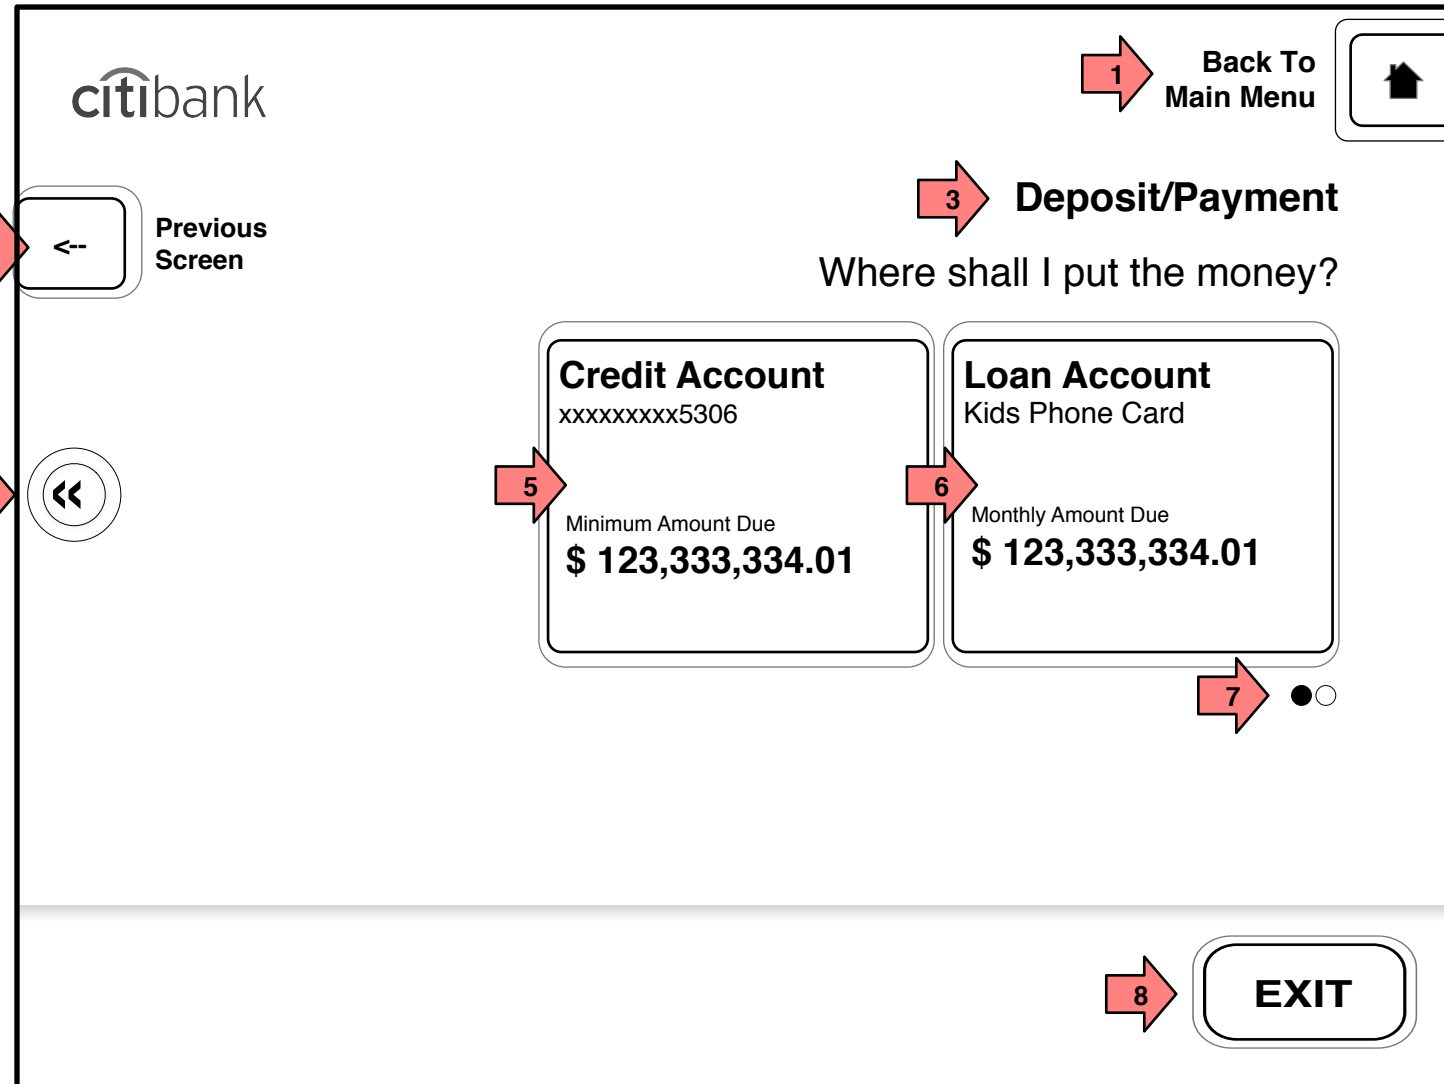 citibank
1
Back To
Main Menu
3
Deposit/Payment
<--
Previous
Screen
Where shall I put the money?
Credit Account
xxxxxxxxx5306
Loan Account
Kids Phone Card
«
5
6
Minimum Amount Due
$ 123,333,334.01
Monthly Amount Due
$ 123,333,334.01
7
8
EXIT